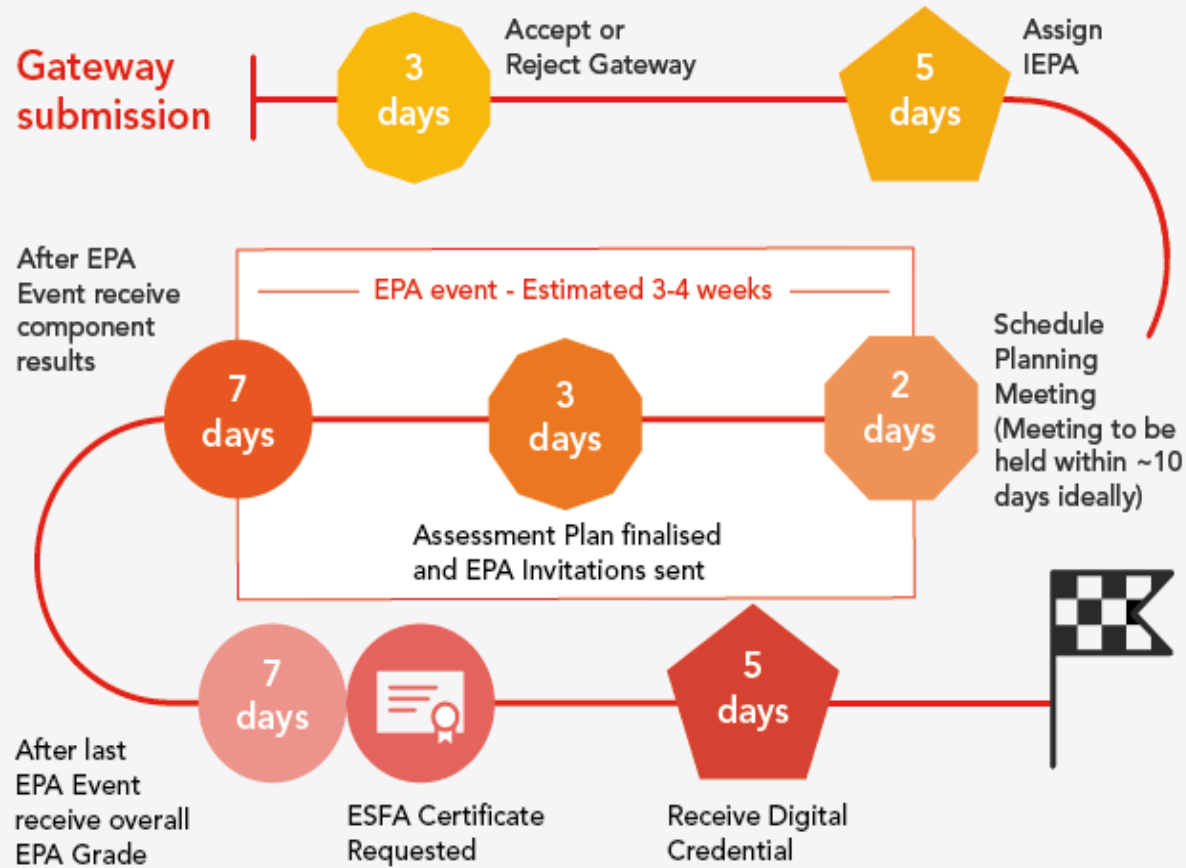 Gateway
submission
3
days
Accept or
Reject Gateway
5
days
Assign
IEPA
Schedule
Planning
Meeting
(Meeting to be
held within ~10
days ideally)
2
days
EPA event - Estimated 3-4 weeks
3
days
Assessment Plan finalised
and EPA Invitations sent
7
days
After EPA
Event receive
component
results
7
days
After last
EPA Event
receive overall
EPA Grade
ESFA Certificate
Requested
5
days
Receive Digital
Credential